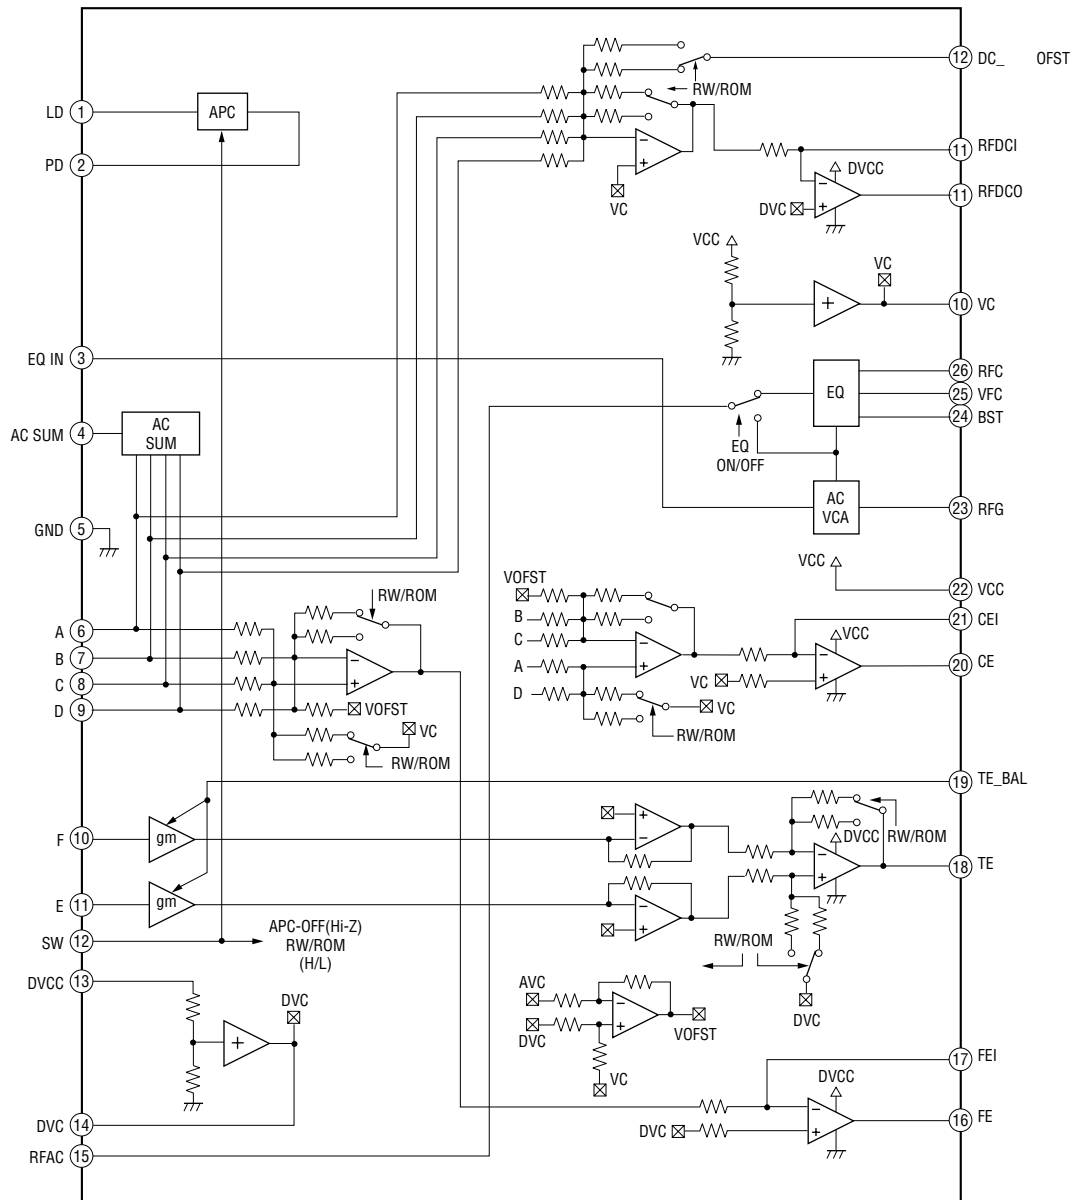 12 DC_ OFST
LD 1
APC
RW/ROM
PD 2
11 RFDCI
DVCC
VC
DVC
11 RFDCO
VCC
VC
10 VC
EQ IN 3
EQ
26 RFC
25 VFC
24 BST
AC SUM 4
AC
SUM
EQ
ON/OFF
AC
VCA
23 RFG
GND 5
VCC
22 VCC
RW/ROM
VOFST
B
C
A
D
21 CEI
VCC
20 CE
VC
A 6
B 7
C 8
D 9
VOFST
VC
RW/ROM
VC
RW/ROM
19 TE_BAL
F 10
gm
DVCC
RW/ROM
18 TE
E 11
gm
SW 12
APC-OFF(Hi-Z)
RW/ROM
(H/L)
RW/ROM
DVC
DVCC 13
DVC
AVC
DVC
VOFST
VC
17 FEI
DVCC
DVC 14
DVC
16 FE
RFAC 15